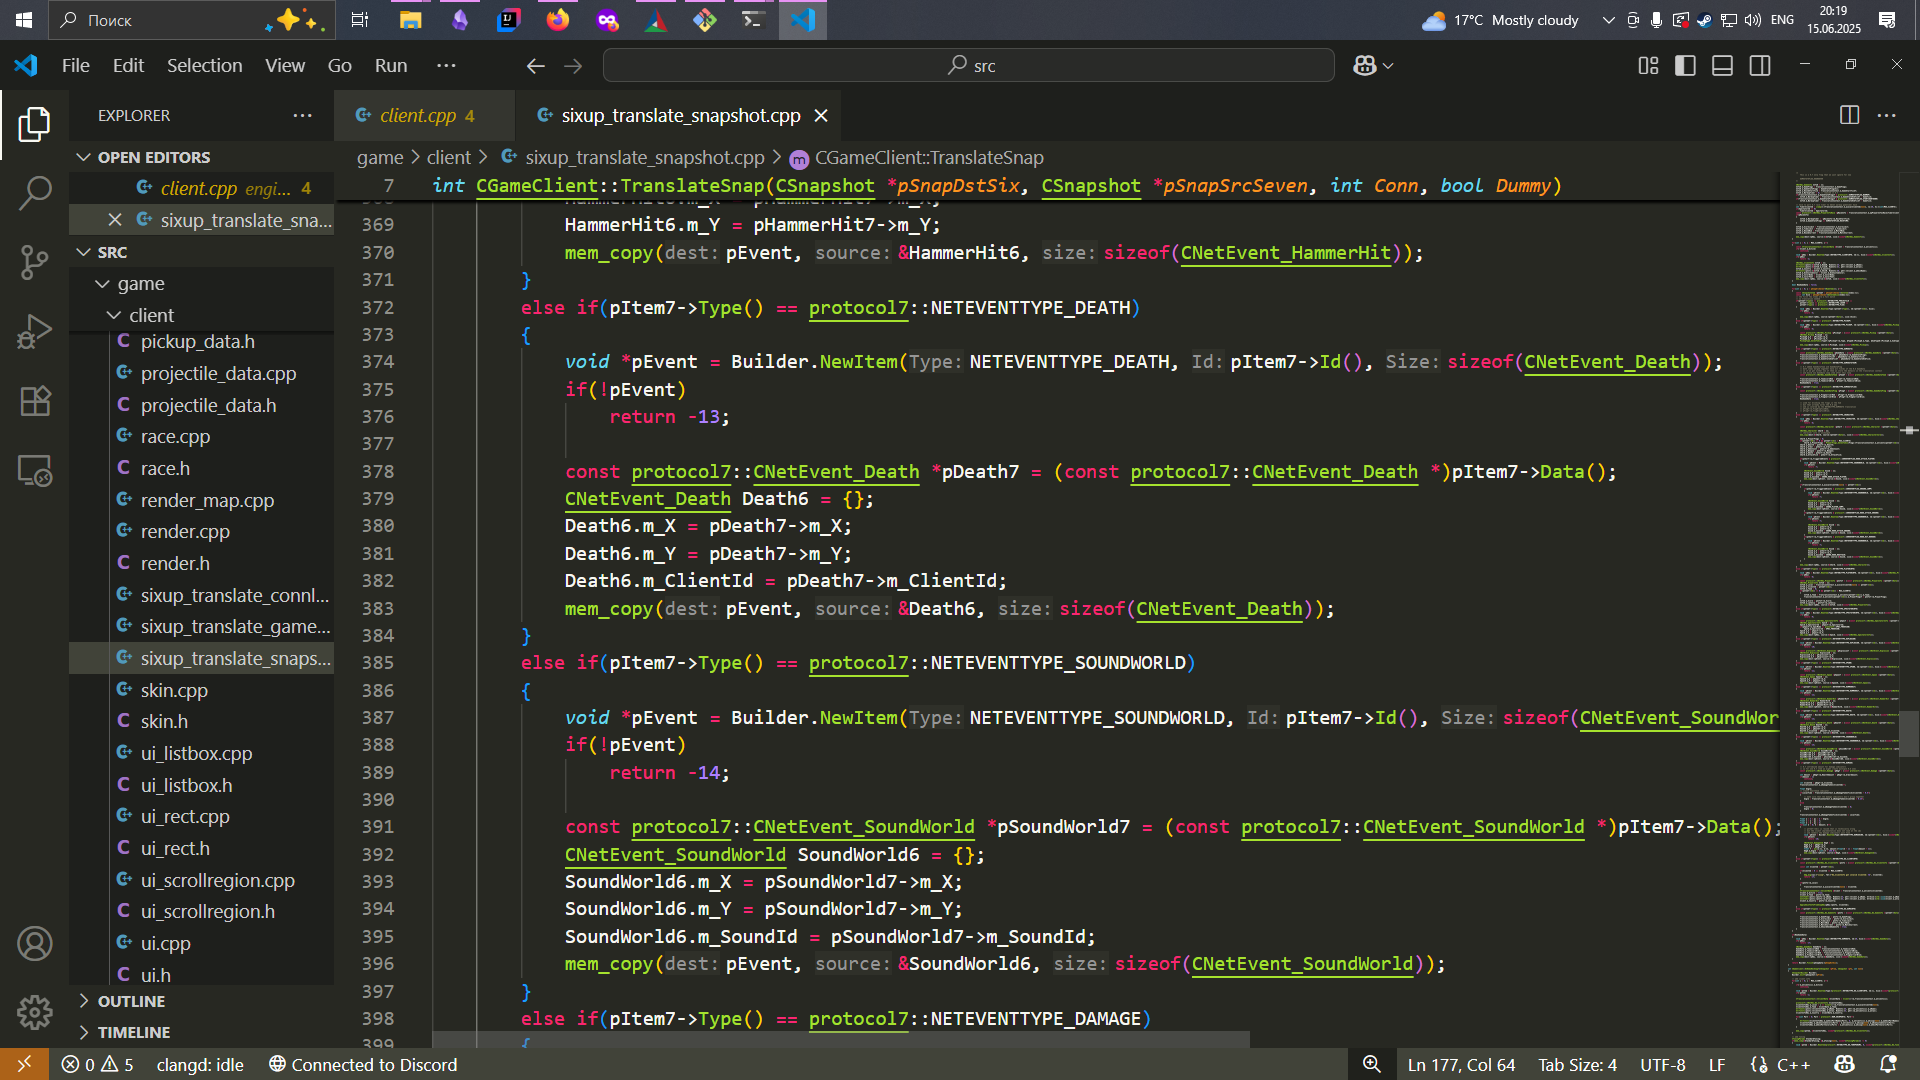 Поиск
17°C Mostly cloudy
ENG
20:19
15.06.2025
File Edit Selection View Go Run ···
src
EXPLORER
client.cpp 4
sixup_translate_snapshot.cpp
OPEN EDITORS
client.cpp engi... 4
sixup_translate_sna...
SRC
game
client
pickup_data.h
projectile_data.cpp
projectile_data.h
race.cpp
race.h
render_map.cpp
render.cpp
render.h
sixup_translate_connl...
sixup_translate_game...
sixup_translate_snaps...
skin.cpp
skin.h
ui_listbox.cpp
ui_listbox.h
ui_rect.cpp
ui_rect.h
ui_scrollregion.cpp
ui_scrollregion.h
ui.cpp
ui.h
OUTLINE
TIMELINE
game > client > sixup_translate_snapshot.cpp > CGameClient::TranslateSnap
7 int CGameClient::TranslateSnap(CSnapshot *pSnapDstSix, CSnapshot *pSnapSrcSeven, int Conn, bool Dummy)
369 HammerHit6.m_Y = pHammerHit7->m_Y;
370 mem_copy(dest: pEvent, source: &HammerHit6, size: sizeof(CNetEvent_HammerHit));
371 }
372 else if(pItem7->Type() == protocol7::NETEVENTTYPE_DEATH)
373 {
374 void *pEvent = Builder.NewItem(Type: NETEVENTTYPE_DEATH, Id: pItem7->Id(), Size: sizeof(CNetEvent_Death));
375 if(!pEvent)
376 return -13;
377
378 const protocol7::CNetEvent_Death *pDeath7 = (const protocol7::CNetEvent_Death *)pItem7->Data();
379 CNetEvent_Death Death6 = {};
380 Death6.m_X = pDeath7->m_X;
381 Death6.m_Y = pDeath7->m_Y;
382 Death6.m_ClientId = pDeath7->m_ClientId;
383 mem_copy(dest: pEvent, source: &Death6, size: sizeof(CNetEvent_Death));
384 }
385 else if(pItem7->Type() == protocol7::NETEVENTTYPE_SOUNDWORLD)
386 {
387 void *pEvent = Builder.NewItem(Type: NETEVENTTYPE_SOUNDWORLD, Id: pItem7->Id(), Size: sizeof(CNetEvent_SoundWor
388 if(!pEvent)
389 return -14;
390
391 const protocol7::CNetEvent_SoundWorld *pSoundWorld7 = (const protocol7::CNetEvent_SoundWorld *)pItem7->Data();
392 CNetEvent_SoundWorld SoundWorld6 = {};
393 SoundWorld6.m_X = pSoundWorld7->m_X;
394 SoundWorld6.m_Y = pSoundWorld7->m_Y;
395 SoundWorld6.m_SoundId = pSoundWorld7->m_SoundId;
396 mem_copy(dest: pEvent, source: &SoundWorld6, size: sizeof(CNetEvent_SoundWorld));
397 }
398 else if(pItem7->Type() == protocol7::NETEVENTTYPE_DAMAGE)
399 {
0 5 clangd: idle Connected to Discord
Ln 177, Col 64 Tab Size: 4 UTF-8 LF C++